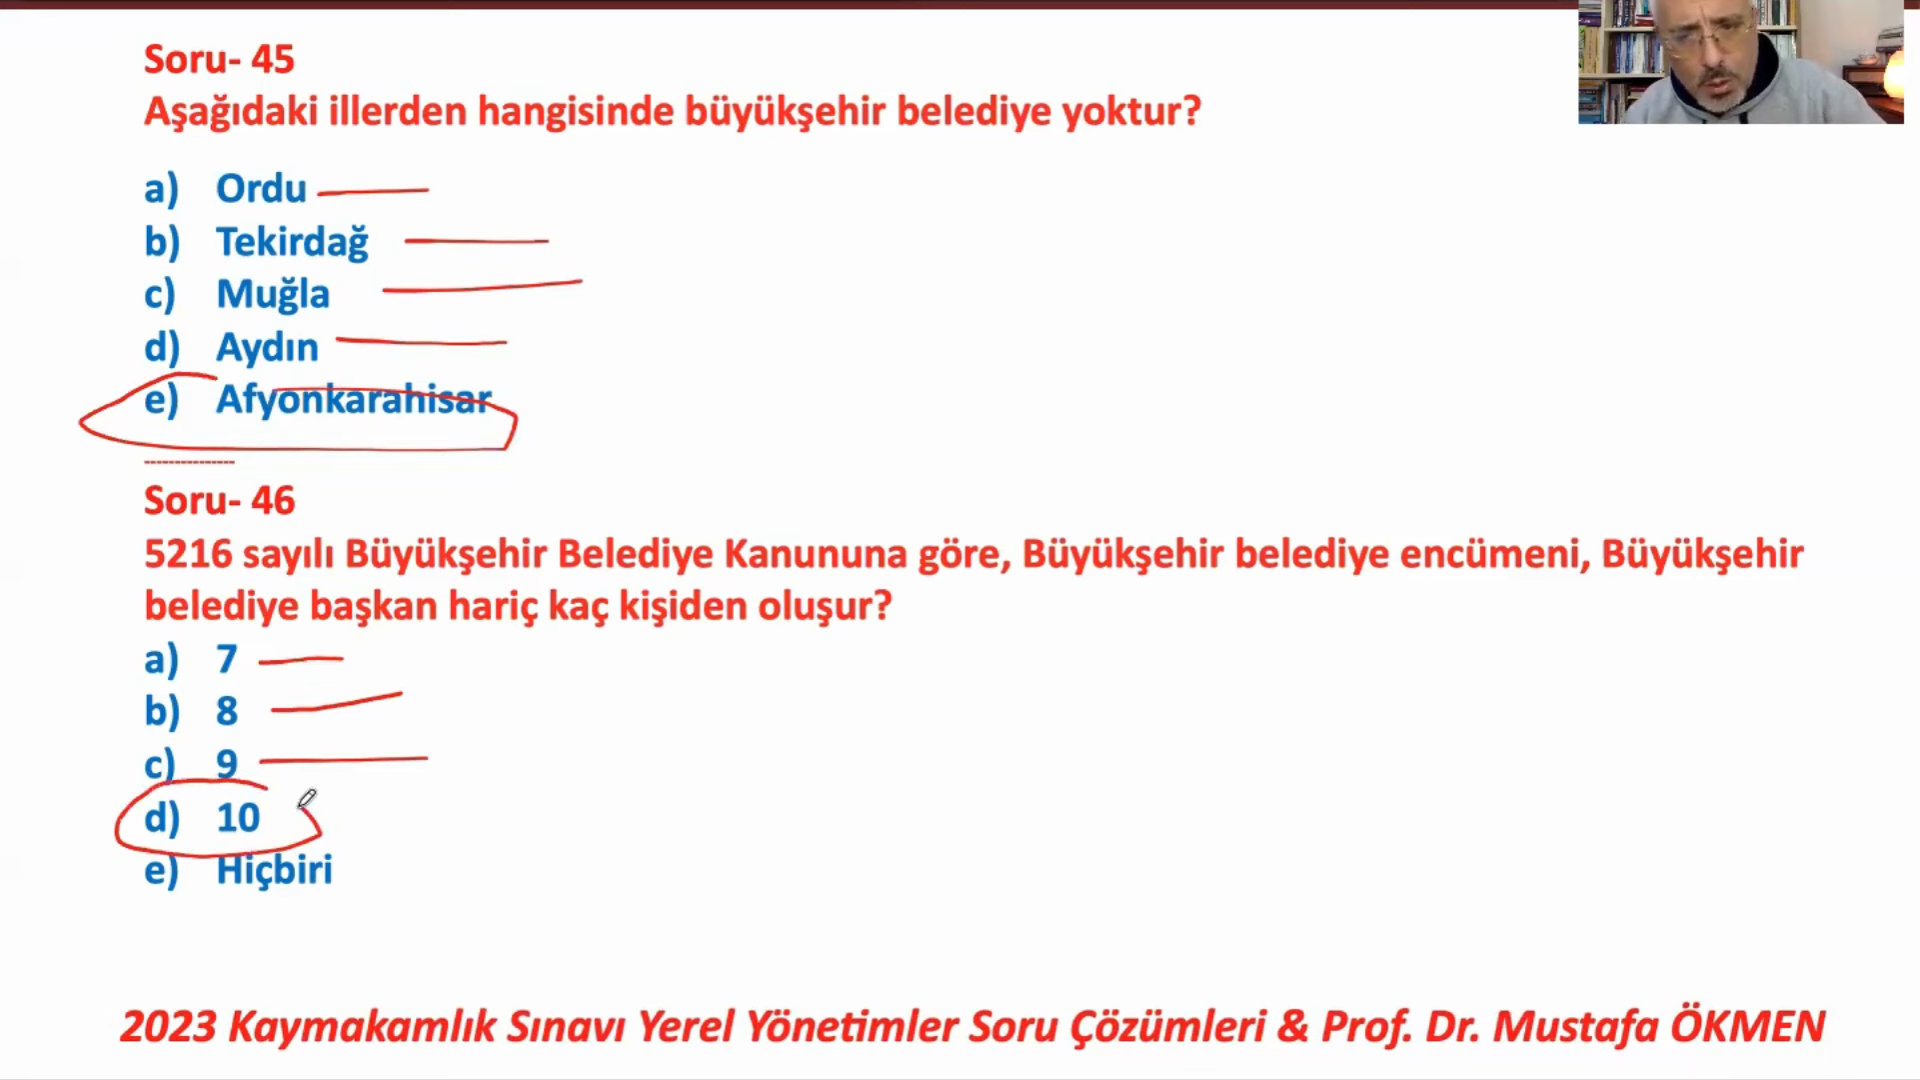 Soru- 45
Aşağıdaki illerden hangisinde büyükşehir belediye yoktur?
a) Ordu
b) Tekirdağ
c) Muğla
d) Aydın
e) Afyonkarahisar
---------------
Soru- 46
5216 sayılı Büyükşehir Belediye Kanununa göre, Büyükşehir belediye encümeni, Büyükşehir
belediye başkan hariç kaç kişiden oluşur?
a) 7
b) 8
c) 9
d) 10
e) Hiçbiri
2023 Kaymakamlık Sınavı Yerel Yönetimler Soru Çözümleri & Prof. Dr. Mustafa ÖKMEN